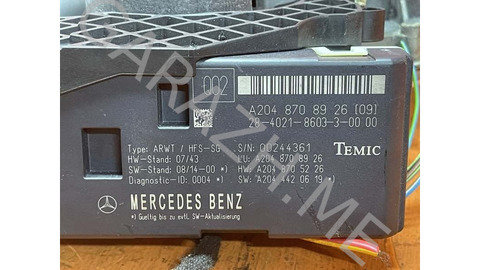 002
A204 870 89 26 [09]
28-4021-8603-3-00 00
Type: ARWT / HFS-SG S/N: 00244361
HW-Stand: 07/43 LU: A204 870 89 26
SW-Stand: 08/14-00 *) HW: A204 870 52 26
Diagnostic-ID: 0004 *) SW: A204 442 06 19 *)
TEMIC
MERCEDES BENZ
*) Gueltig bis zu evtl. SW-Aktualisierung
CARAZY.ME